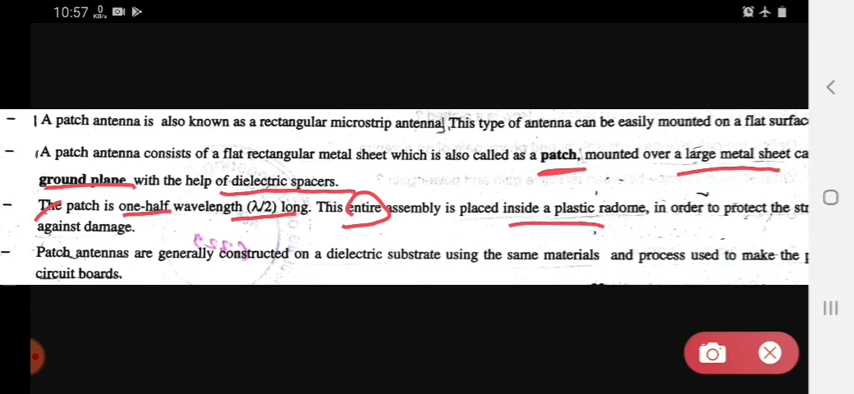 10:57 0 KB/s
– A patch antenna is also known as a rectangular microstrip antenna. This type of antenna can be easily mounted on a flat surfac
– A patch antenna consists of a flat rectangular metal sheet which is also called as a patch, mounted over a large metal sheet ca
ground plane with the help of dielectric spacers.
– The patch is one-half wavelength (λ/2) long. This entire assembly is placed inside a plastic radome, in order to protect the str
against damage.
– Patch antennas are generally constructed on a dielectric substrate using the same materials and process used to make the p
circuit boards.